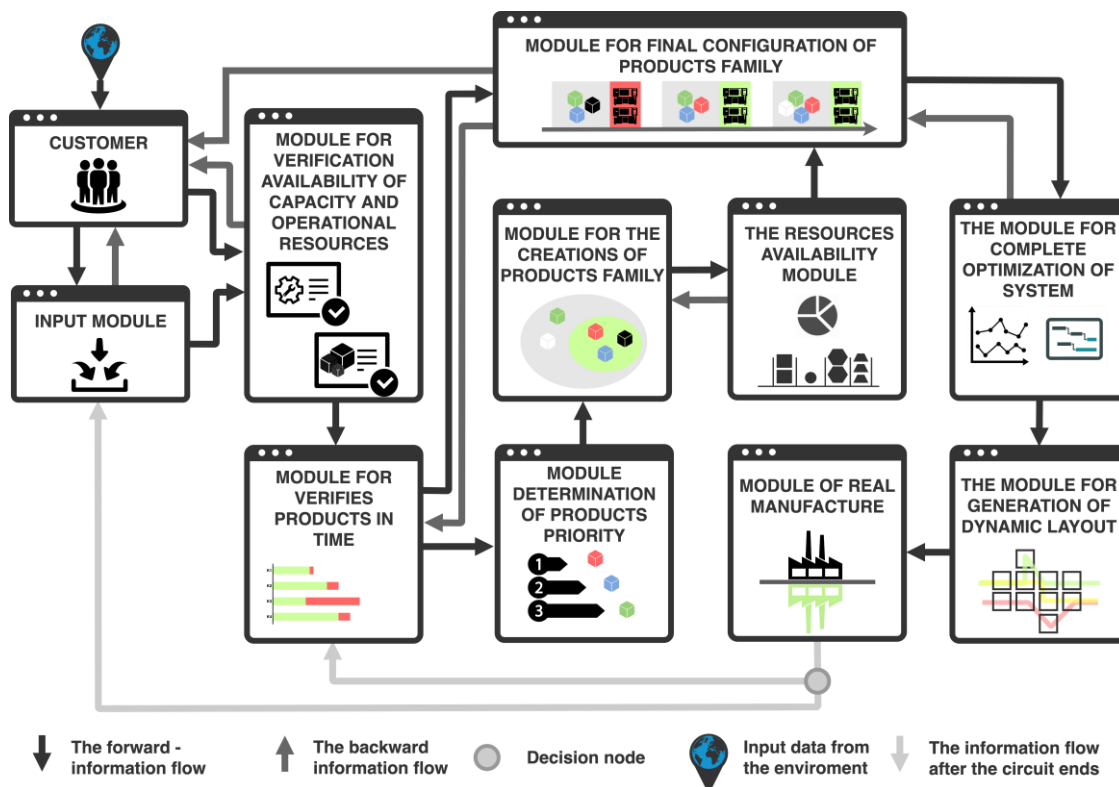 MODULE FOR FINAL CONFIGURATION OF
PRODUCTS FAMILY
CUSTOMER
MODULE FOR
VERIFICATION
AVAILABILITY OF
CAPACITY AND
OPERATIONAL
RESOURCES
MODULE FOR THE
CREATIONS OF
PRODUCTS FAMILY
THE RESOURCES
AVAILABILITY
MODULE
THE MODULE FOR
COMPLETE
OPTIMIZATION OF
SYSTEM
INPUT MODULE
MODULE FOR
VERIFIES
PRODUCTS IN
TIME
MODULE
DETERMINATION
OF PRODUCTS
PRIORITY
1
2
3
MODULE OF REAL
MANUFACTURE
THE MODULE FOR
GENERATION OF
DYNAMIC LAYOUT
The forward -
information flow
The backward
information flow
Decision node
Input data from
the enviroment
The information flow
after the circuit ends